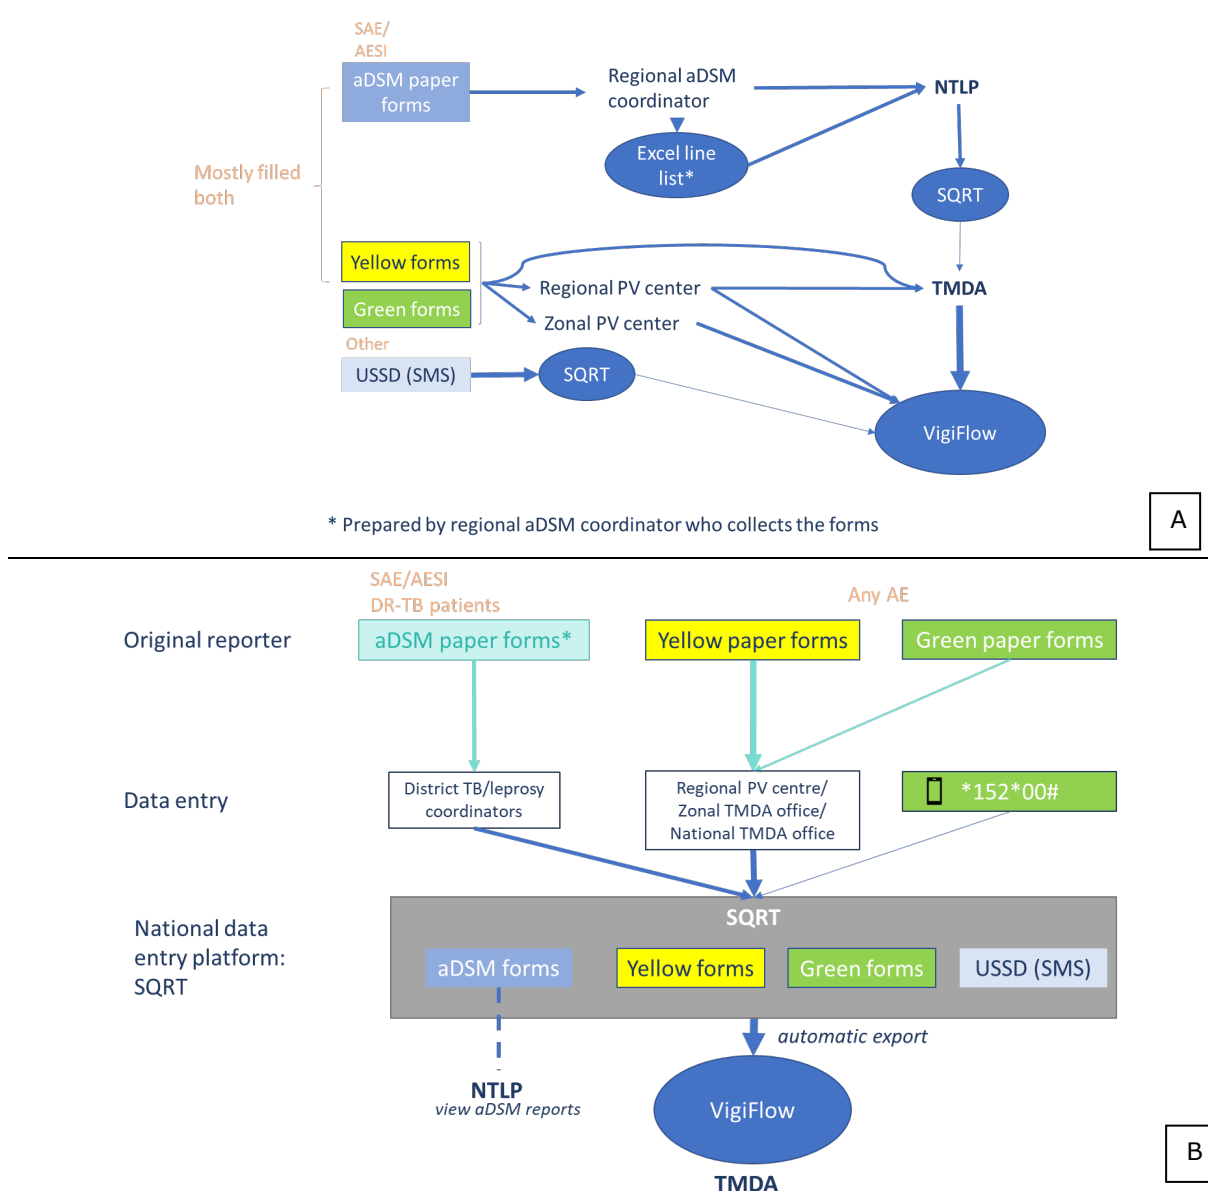 SAE/
AESI
aDSM paper
forms
Regional aDSM
coordinator
NTLP
Excel line
list*
Mostly filled
both
SQRT
Yellow forms
Green forms
Regional PV center
TMDA
Zonal PV center
Other
USSD (SMS)
SQRT
VigiFlow
* Prepared by regional aDSM coordinator who collects the forms
A
SAE/AESI
DR-TB patients
Any AE
Original reporter
aDSM paper forms*
Yellow paper forms
Green paper forms
Data entry
District TB/leprosy
coordinators
Regional PV centre/
Zonal TMDA office/
National TMDA office
*152*00#
National data
entry platform:
SQRT
SQRT
aDSM forms
Yellow forms
Green forms
USSD (SMS)
automatic export
NTLP
view aDSM reports
VigiFlow
TMDA
B